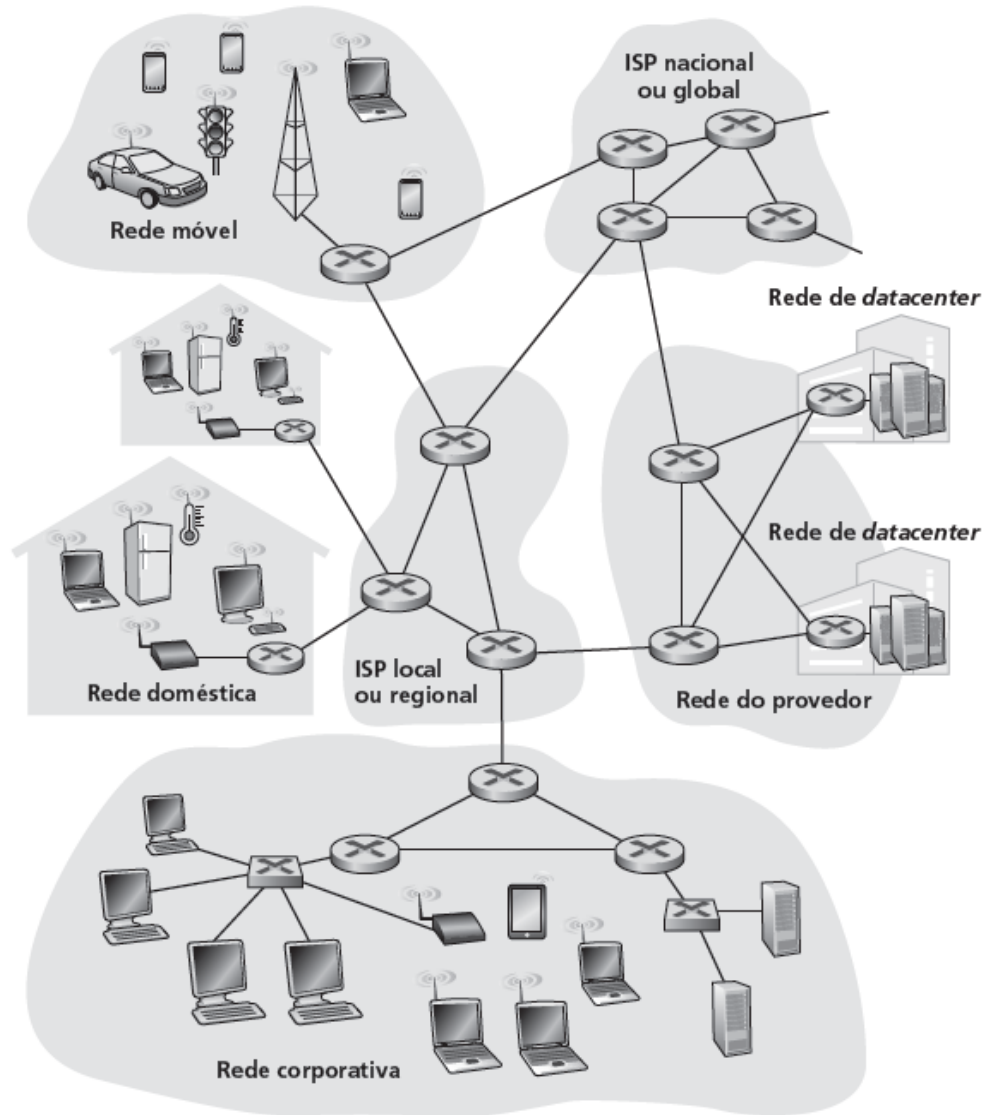 ISP nacional
ou global
Rede móvel
Rede de datacenter
Rede de datacenter
Rede doméstica
ISP local
ou regional
Rede do provedor
Rede corporativa